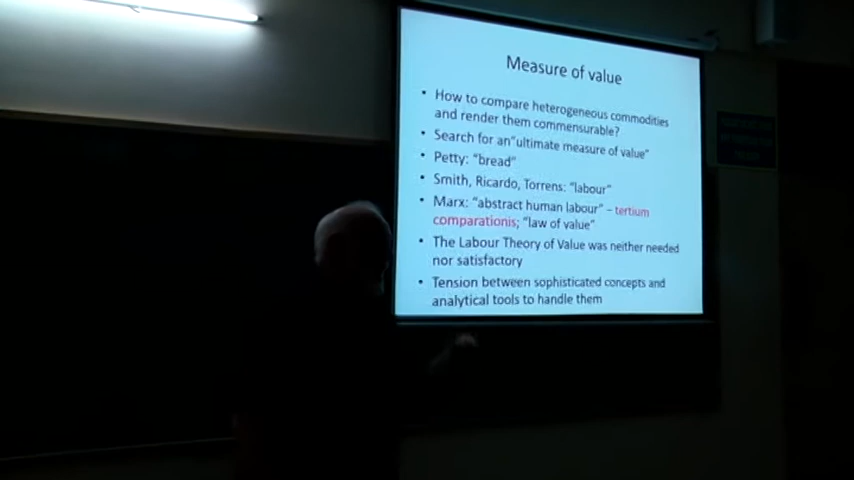 Measure of value
• How to compare heterogeneous commodities
and render them commensurable?
• Search for an"ultimate measure of value"
• Petty: "bread"
• Smith, Ricardo, Torrens: "labour"
• Marx: "abstract human labour" – tertium
comparationis; "law of value"
• The Labour Theory of Value was neither needed
nor satisfactory
• Tension between sophisticated concepts and
analytical tools to handle them